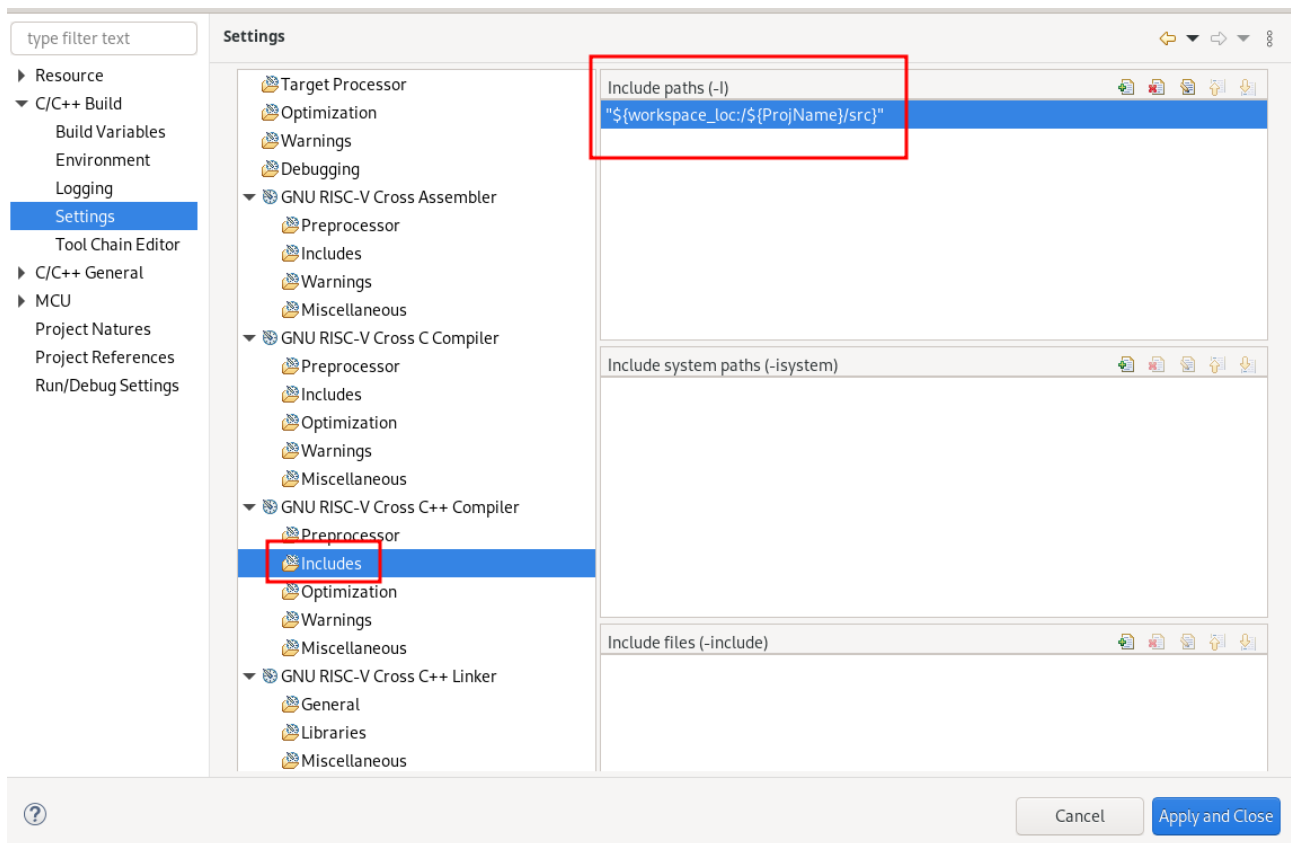 type filter text
Resource
C/C++ Build
Build Variables
Environment
Logging
Settings
Tool Chain Editor
C/C++ General
MCU
Project Natures
Project References
Run/Debug Settings
Settings
Target Processor
Optimization
Warnings
Debugging
GNU RISC-V Cross Assembler
Preprocessor
Includes
Warnings
Miscellaneous
GNU RISC-V Cross C Compiler
Preprocessor
Includes
Optimization
Warnings
Miscellaneous
GNU RISC-V Cross C++ Compiler
Preprocessor
Includes
Optimization
Warnings
Miscellaneous
GNU RISC-V Cross C++ Linker
General
Libraries
Miscellaneous
Include paths (-I)
"${workspace_loc:/${ProjName}/src}"
Include system paths (-isystem)
Include files (-include)
Cancel
Apply and Close